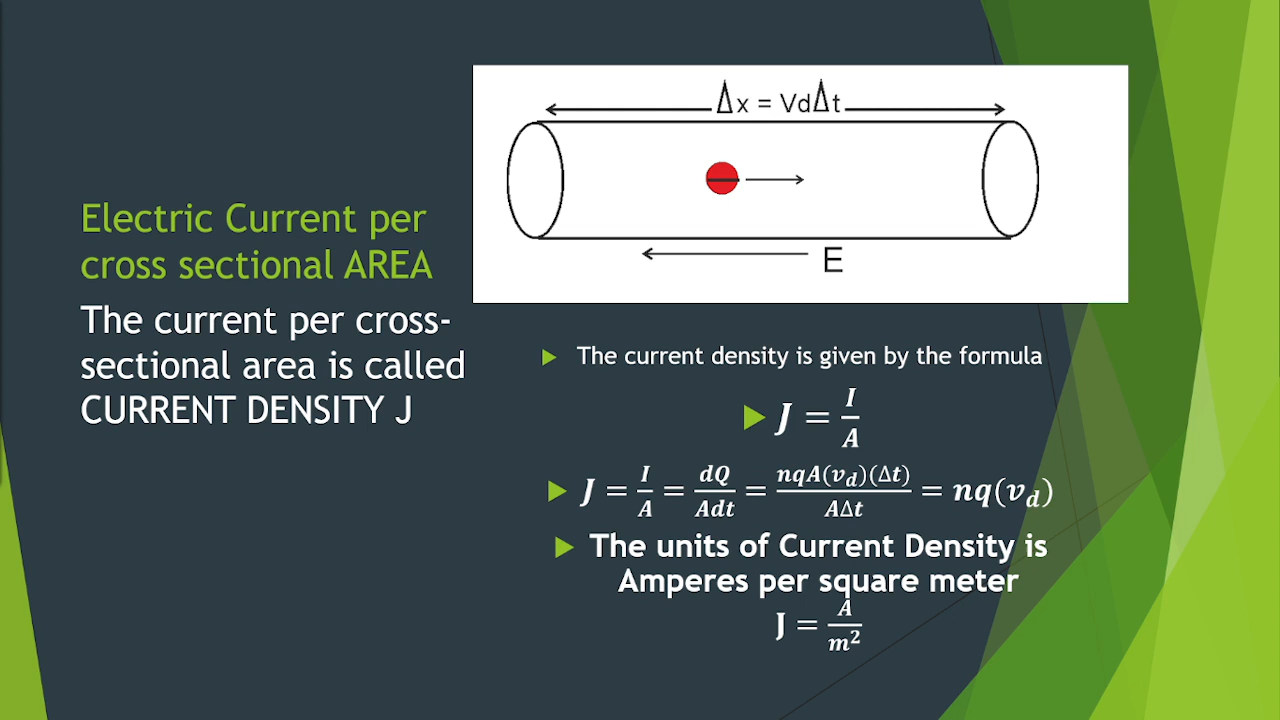 Electric Current per
cross sectional AREA
The current per cross-
sectional area is called
CURRENT DENSITY J
Δx = VdΔt
E
The current density is given by the formula
J = I/A
J = I/A = dQ/Adt = nqA(v_d)(Δt)/AΔt = nq(v_d)
The units of Current Density is
Amperes per square meter
J = A/m²